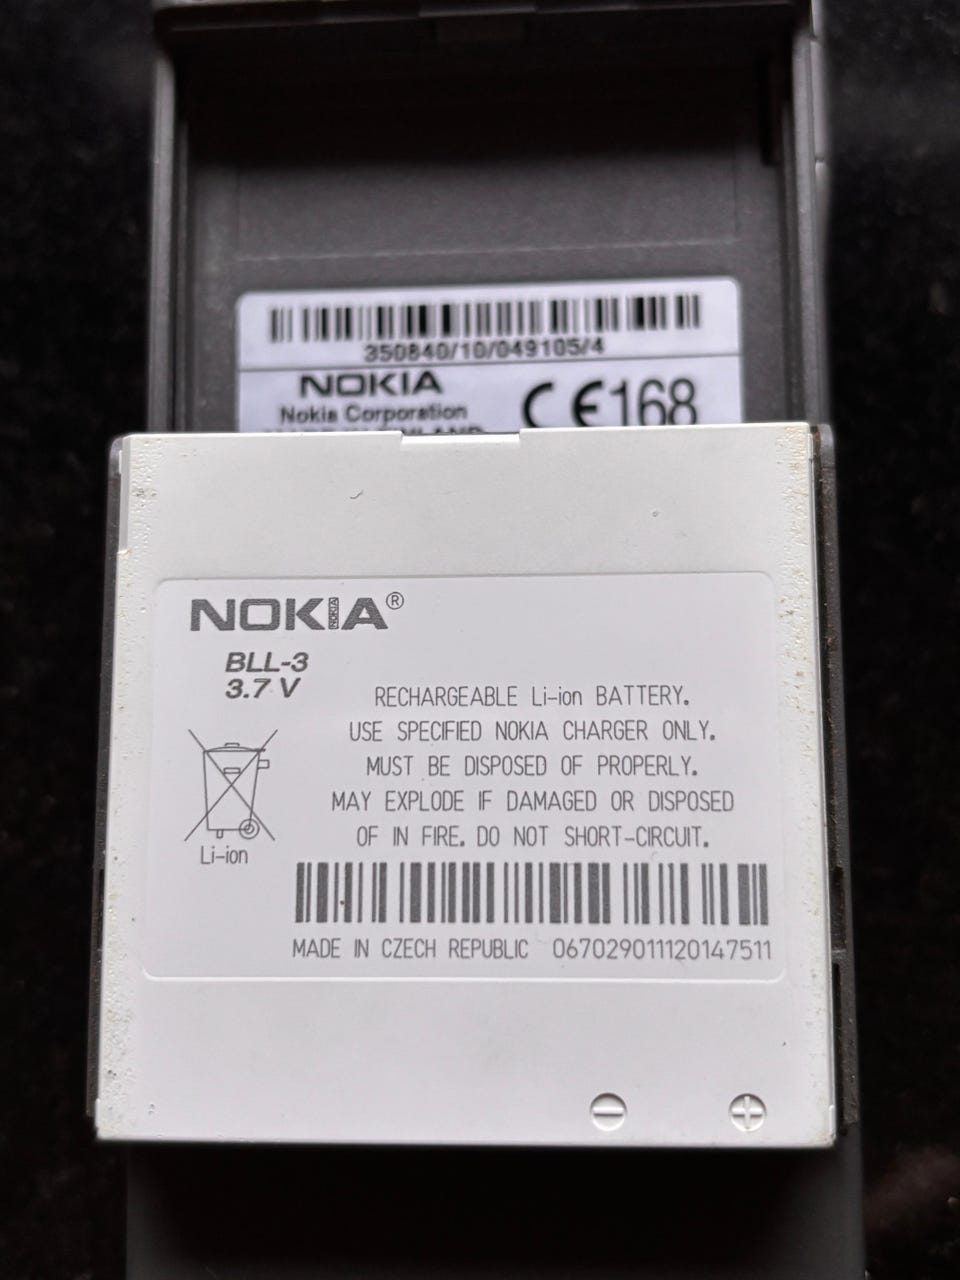 350840/10/049105/4
NOKIA
Nokia Corporation
CE168
NOKIA®
BLL-3
3.7 V
RECHARGEABLE Li-ion BATTERY.
USE SPECIFIED NOKIA CHARGER ONLY.
MUST BE DISPOSED OF PROPERLY.
MAY EXPLODE IF DAMAGED OR DISPOSED
OF IN FIRE. DO NOT SHORT-CIRCUIT.
Li-ion
MADE IN CZECH REPUBLIC 0670290111120147511